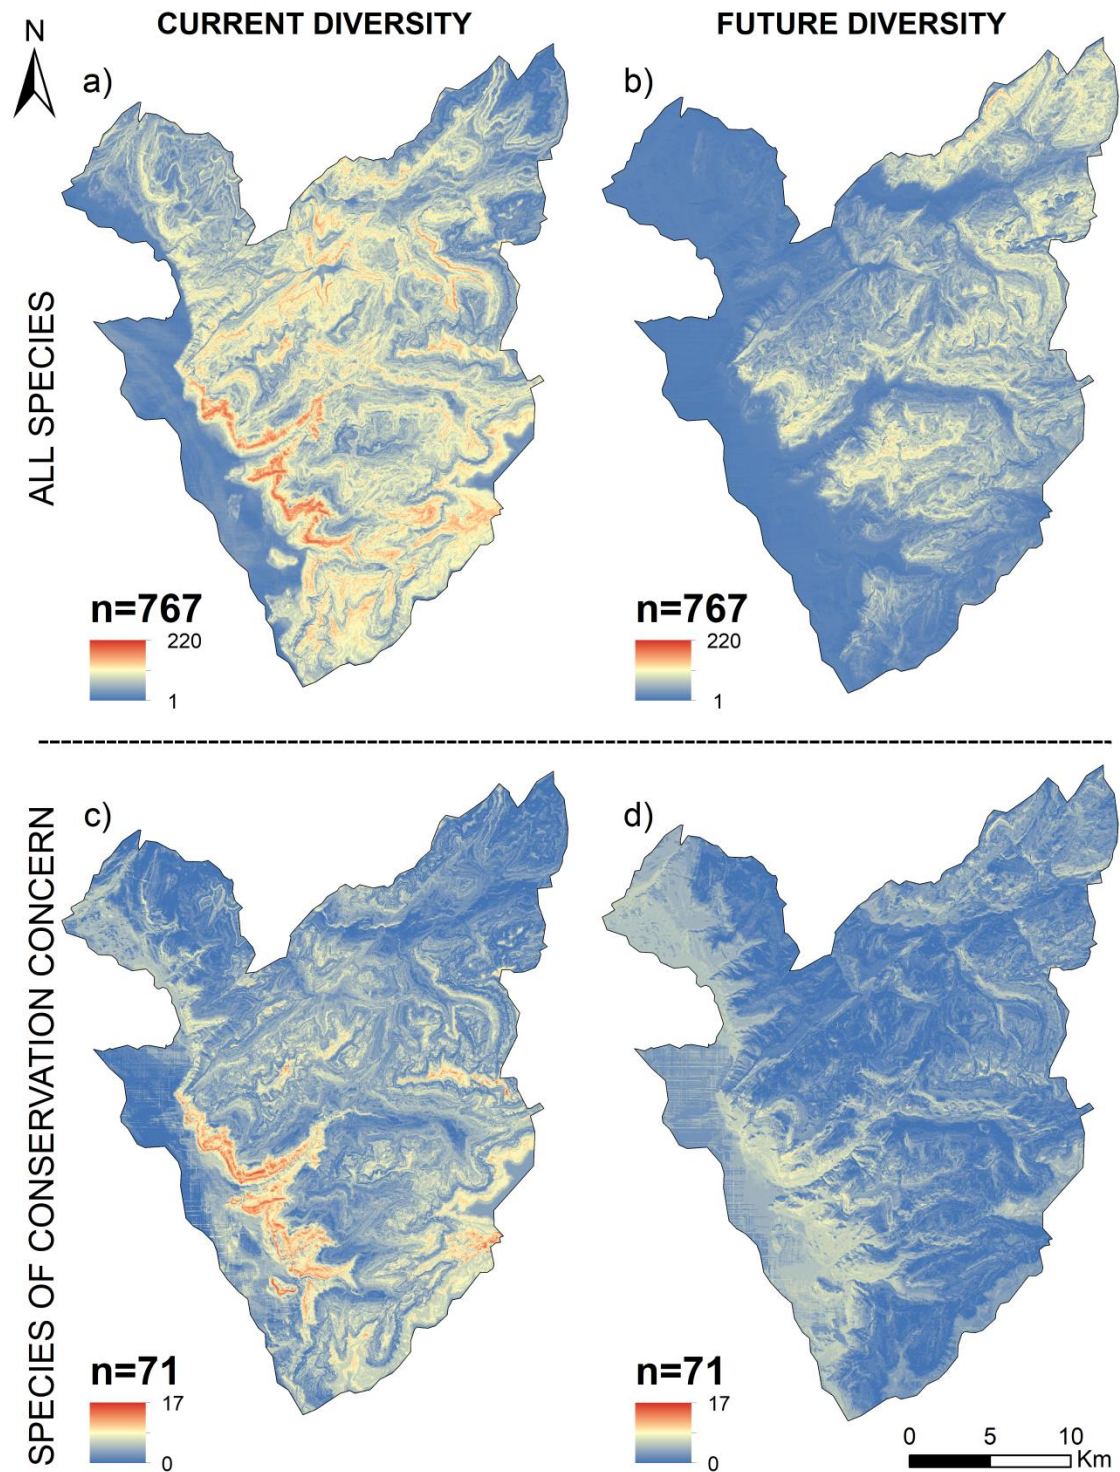 CURRENT DIVERSITY
FUTURE DIVERSITY
N
a)
b)
ALL SPECIES
n=767
220
1
n=767
220
1
c)
d)
SPECIES OF CONSERVATION CONCERN
n=71
17
0
n=71
17
0
0 5 10
Km